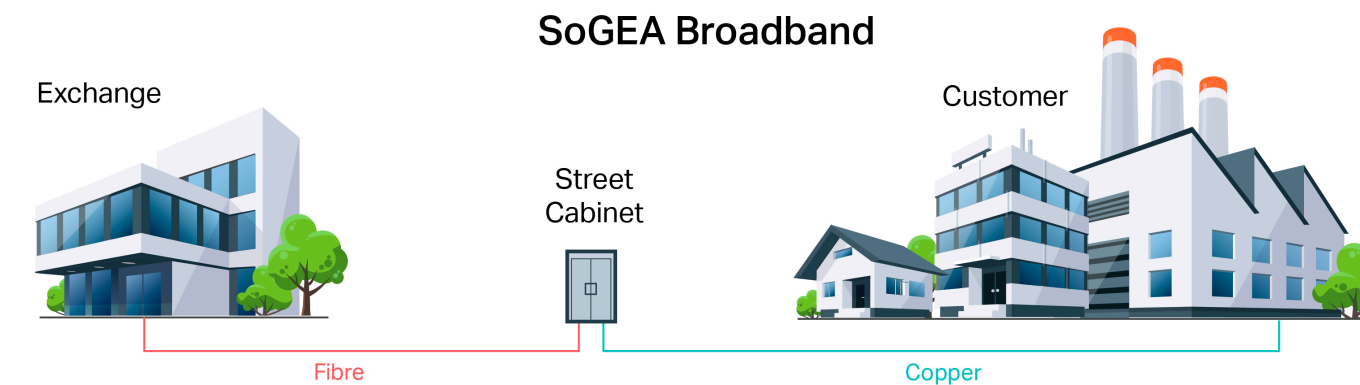 SoGEA Broadband
Exchange
Customer
Street
Cabinet
Fibre
Copper